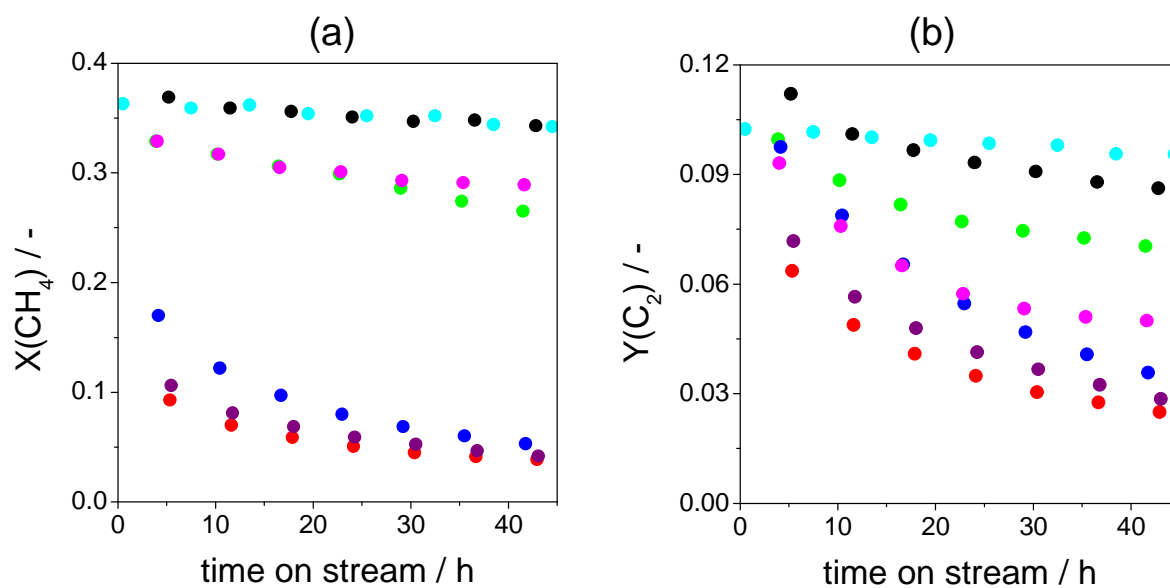 (a)
0.4
0.3
0.2
0.1
0.0
X(CH₄) / -
0 10 20 30 40
time on stream / h
(b)
0.12
0.09
0.06
0.03
0.00
Y(C₂) / -
0 10 20 30 40
time on stream / h